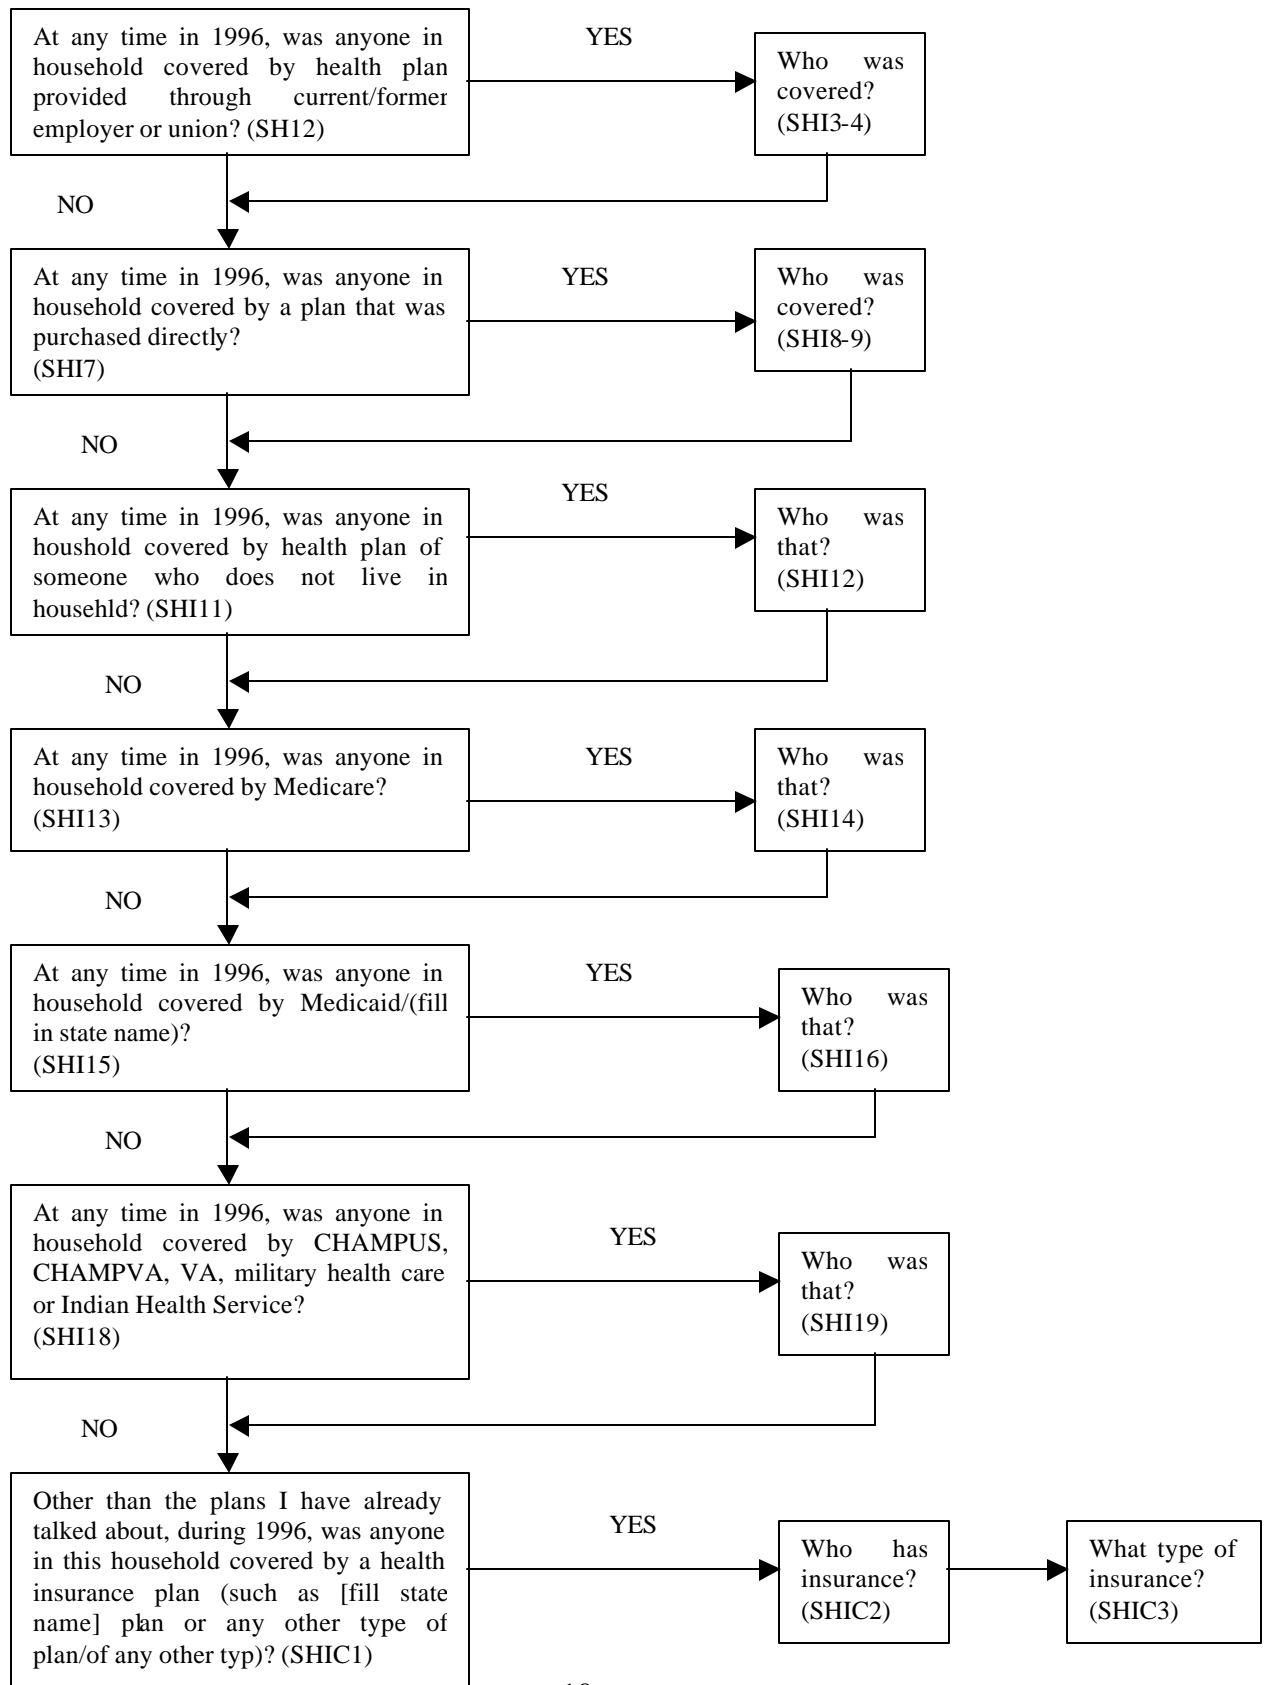 At any time in 1996, was anyone in
household covered by health plan
provided through current/former
employer or union? (SH12)
YES
Who was
covered?
(SHI3-4)
NO
At any time in 1996, was anyone in
household covered by a plan that was
purchased directly?
(SHI7)
YES
Who was
covered?
(SHI8-9)
NO
At any time in 1996, was anyone in
houshold covered by health plan of
someone who does not live in
househld? (SHI11)
YES
Who was
that?
(SHI12)
NO
At any time in 1996, was anyone in
household covered by Medicare?
(SHI13)
YES
Who was
that?
(SHI14)
NO
At any time in 1996, was anyone in
household covered by Medicaid/(fill
in state name)?
(SHI15)
YES
Who was
that?
(SHI16)
NO
At any time in 1996, was anyone in
household covered by CHAMPUS,
CHAMPVA, VA, military health care
or Indian Health Service?
(SHI18)
YES
Who was
that?
(SHI19)
NO
Other than the plans I have already
talked about, during 1996, was anyone
in this household covered by a health
insurance plan (such as [fill state
name] plan or any other type of
plan/of any other typ)? (SHIC1)
YES
Who has
insurance?
(SHIC2)
What type of
insurance?
(SHIC3)